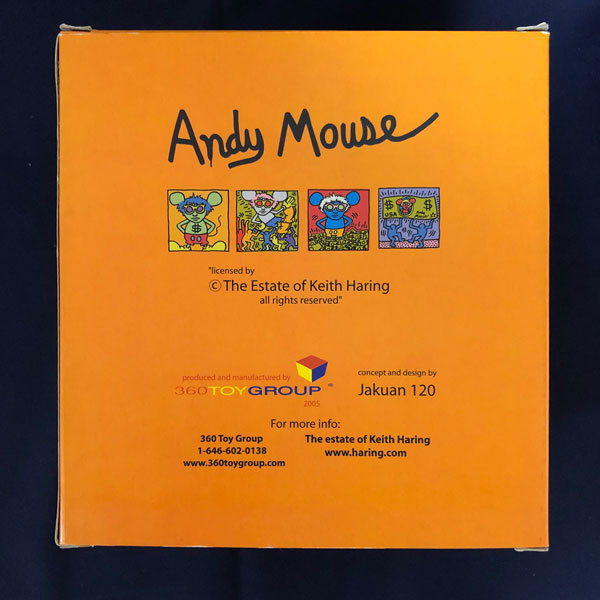 Andy Mouse
$
$ $
USA
"licensed by
© The Estate of Keith Haring
all rights reserved"
produced and manufactured by
360TOYGROUP ®
2005
concept and design by
Jakuan 120
For more info:
360 Toy Group
1-646-602-0138
www.360toygroup.com
The estate of Keith Haring
www.haring.com